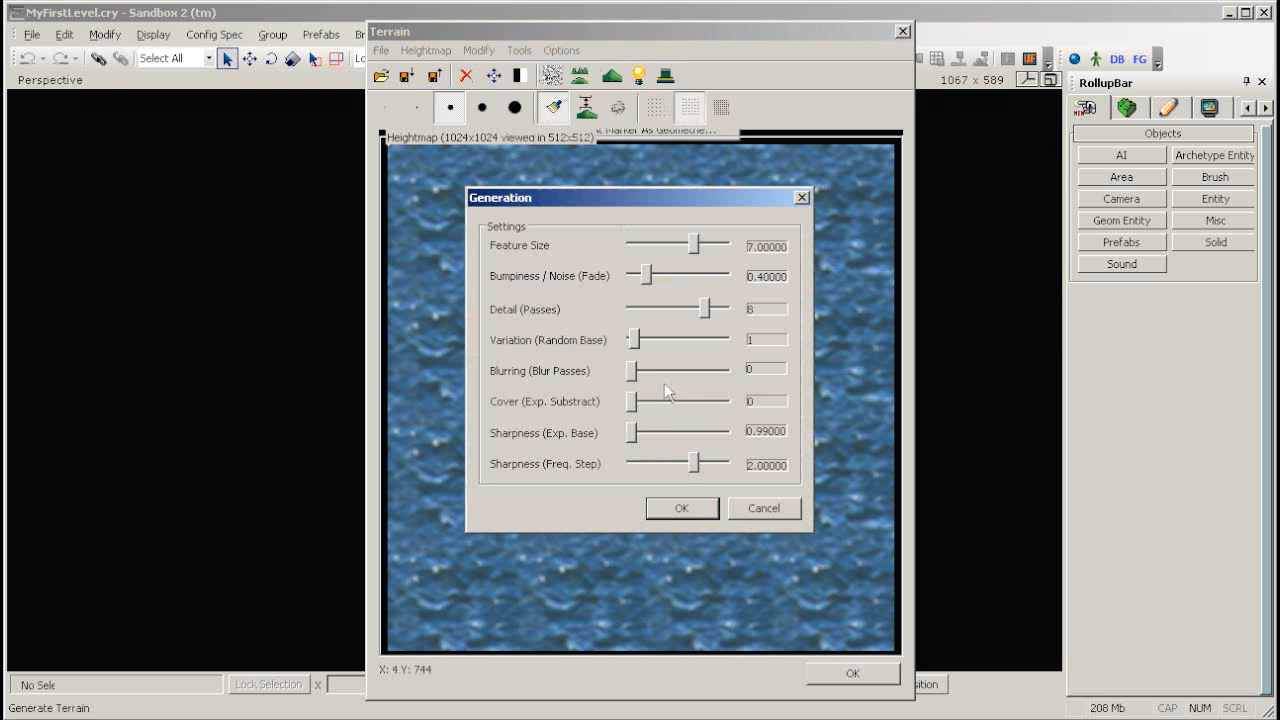 MyFirstLevel.cry - Sandbox 2 (tm)
File Edit Modify Display Config Spec Group Prefabs
Select All
DB FG
UF
Perspective
1067 x 589
Terrain
File Heightmap Modify Tools Options
Heightmap (1024x1024 viewed in 512x512)
Generation
Settings
Feature Size 7.00000
Bumpiness / Noise (Fade) 0.40000
Detail (Passes) 8
Variation (Random Base) 1
Blurring (Blur Passes) 0
Cover (Exp. Substract) 0
Sharpness (Exp. Base) 0.99000
Sharpness (Freq. Step) 2.00000
OK Cancel
X: 4 Y: 744
OK
RollupBar
Objects
AI Archetype Entity
Area Brush
Camera Entity
Geom Entity Misc
Prefabs Solid
Sound
No Sele
Lock Selection X
Generate Terrain
208 Mb CAP NUM SCRL